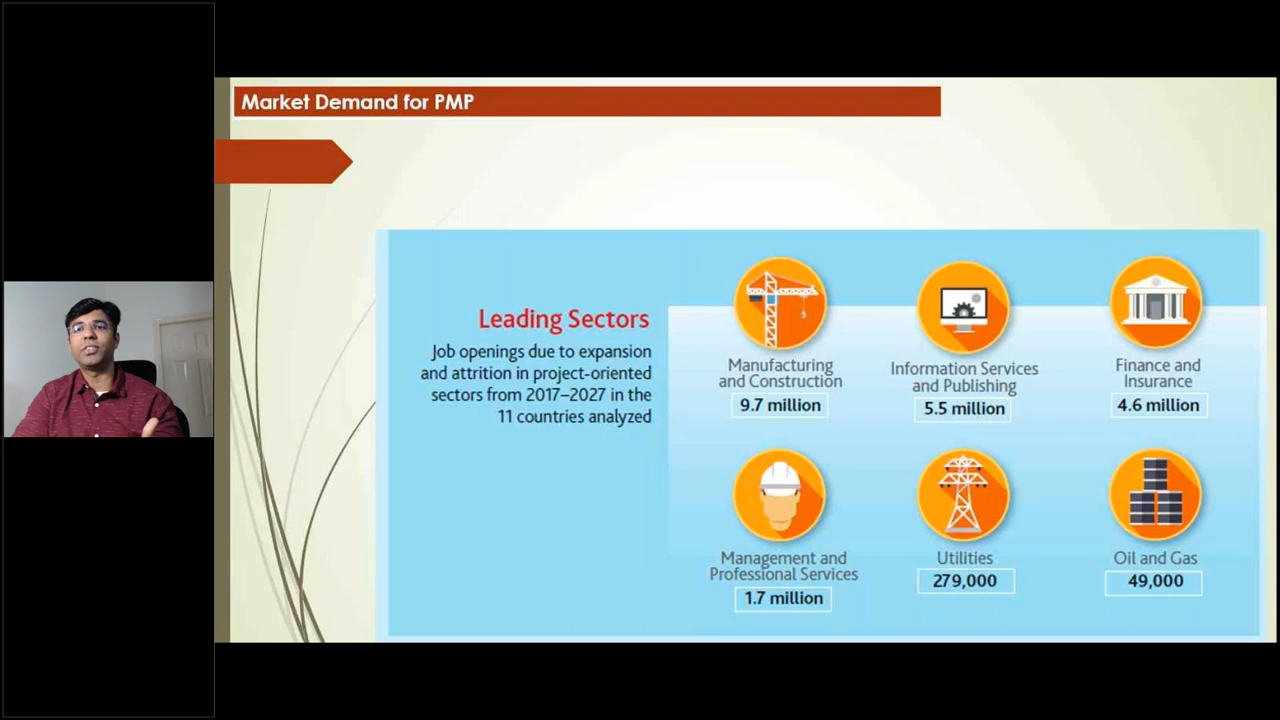 Market Demand for PMP
Leading Sectors
Job openings due to expansion
and attrition in project-oriented
sectors from 2017–2027 in the
11 countries analyzed
Manufacturing
and Construction
9.7 million
Information Services
and Publishing
5.5 million
Finance and
Insurance
4.6 million
Management and
Professional Services
1.7 million
Utilities
279,000
Oil and Gas
49,000